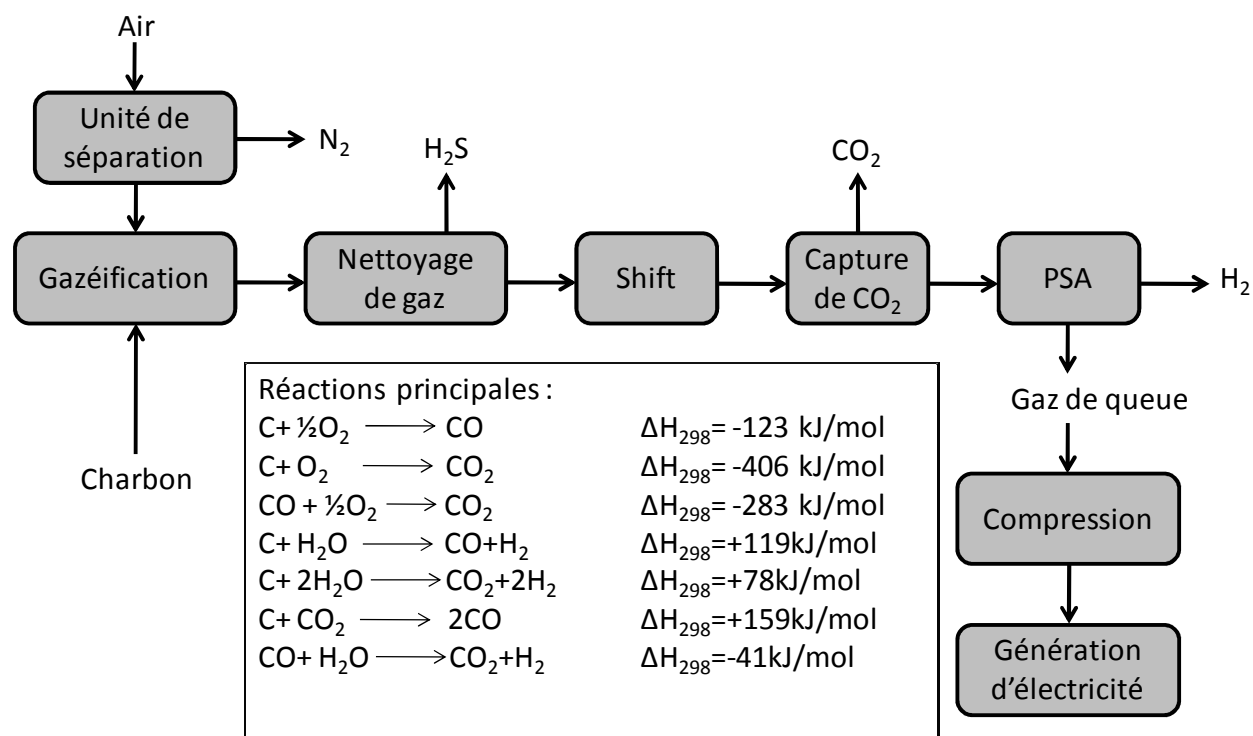 Air
Unité de
séparation
N₂
H₂S
CO₂
Gazéification
Nettoyage
de gaz
Shift
Capture
de CO₂
PSA
H₂
Charbon
Gaz de queue
Compression
Génération
d'électricité
Réactions principales :
C+ ½O₂ ⟶ CO ΔH₂₉₈= -123 kJ/mol
C+ O₂ ⟶ CO₂ ΔH₂₉₈= -406 kJ/mol
CO + ½O₂ ⟶ CO₂ ΔH₂₉₈= -283 kJ/mol
C+ H₂O ⟶ CO+H₂ ΔH₂₉₈=+119kJ/mol
C+ 2H₂O ⟶ CO₂+2H₂ ΔH₂₉₈=+78kJ/mol
C+ CO₂ ⟶ 2CO ΔH₂₉₈=+159kJ/mol
CO+ H₂O ⟶ CO₂+H₂ ΔH₂₉₈=-41kJ/mol